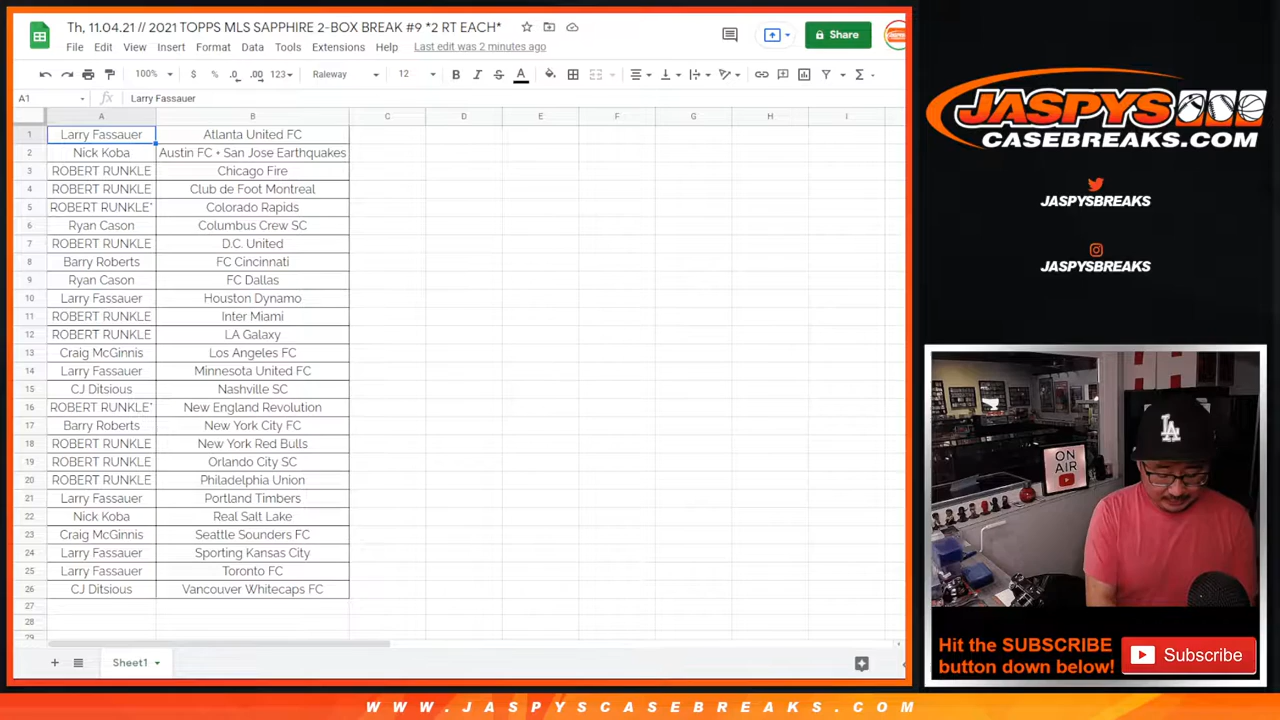 Th, 11.04.21 // 2021 TOPPS MLS SAPPHIRE 2-BOX BREAK #9 *2 RT EACH*
File Edit View Insert Format Data Tools Extensions Help Last edit was 2 minutes ago
Share
100% $ % .0 .00 123 Raleway 12 B I S A
A1 fx Larry Fassauer
A B C D E F G H I
1 Larry Fassauer Atlanta United FC
2 Nick Koba Austin FC + San Jose Earthquakes
3 ROBERT RUNKLE Chicago Fire
4 ROBERT RUNKLE Club de Foot Montreal
5 ROBERT RUNKLE* Colorado Rapids
6 Ryan Cason Columbus Crew SC
7 ROBERT RUNKLE D.C. United
8 Barry Roberts FC Cincinnati
9 Ryan Cason FC Dallas
10 Larry Fassauer Houston Dynamo
11 ROBERT RUNKLE Inter Miami
12 ROBERT RUNKLE LA Galaxy
13 Craig McGinnis Los Angeles FC
14 Larry Fassauer Minnesota United FC
15 CJ Ditsious Nashville SC
16 ROBERT RUNKLE* New England Revolution
17 Barry Roberts New York City FC
18 ROBERT RUNKLE New York Red Bulls
19 ROBERT RUNKLE Orlando City SC
20 ROBERT RUNKLE Philadelphia Union
21 Larry Fassauer Portland Timbers
22 Nick Koba Real Salt Lake
23 Craig McGinnis Seattle Sounders FC
24 Larry Fassauer Sporting Kansas City
25 Larry Fassauer Toronto FC
26 CJ Ditsious Vancouver Whitecaps FC
27
28
29
Sheet1
JASPYS
CASEBREAKS.COM
JASPYSBREAKS
JASPYSBREAKS
LA
ON
AIR
Hit the SUBSCRIBE
button down below!
Subscribe
WWW.JASPYSCASEBREAKS.COM